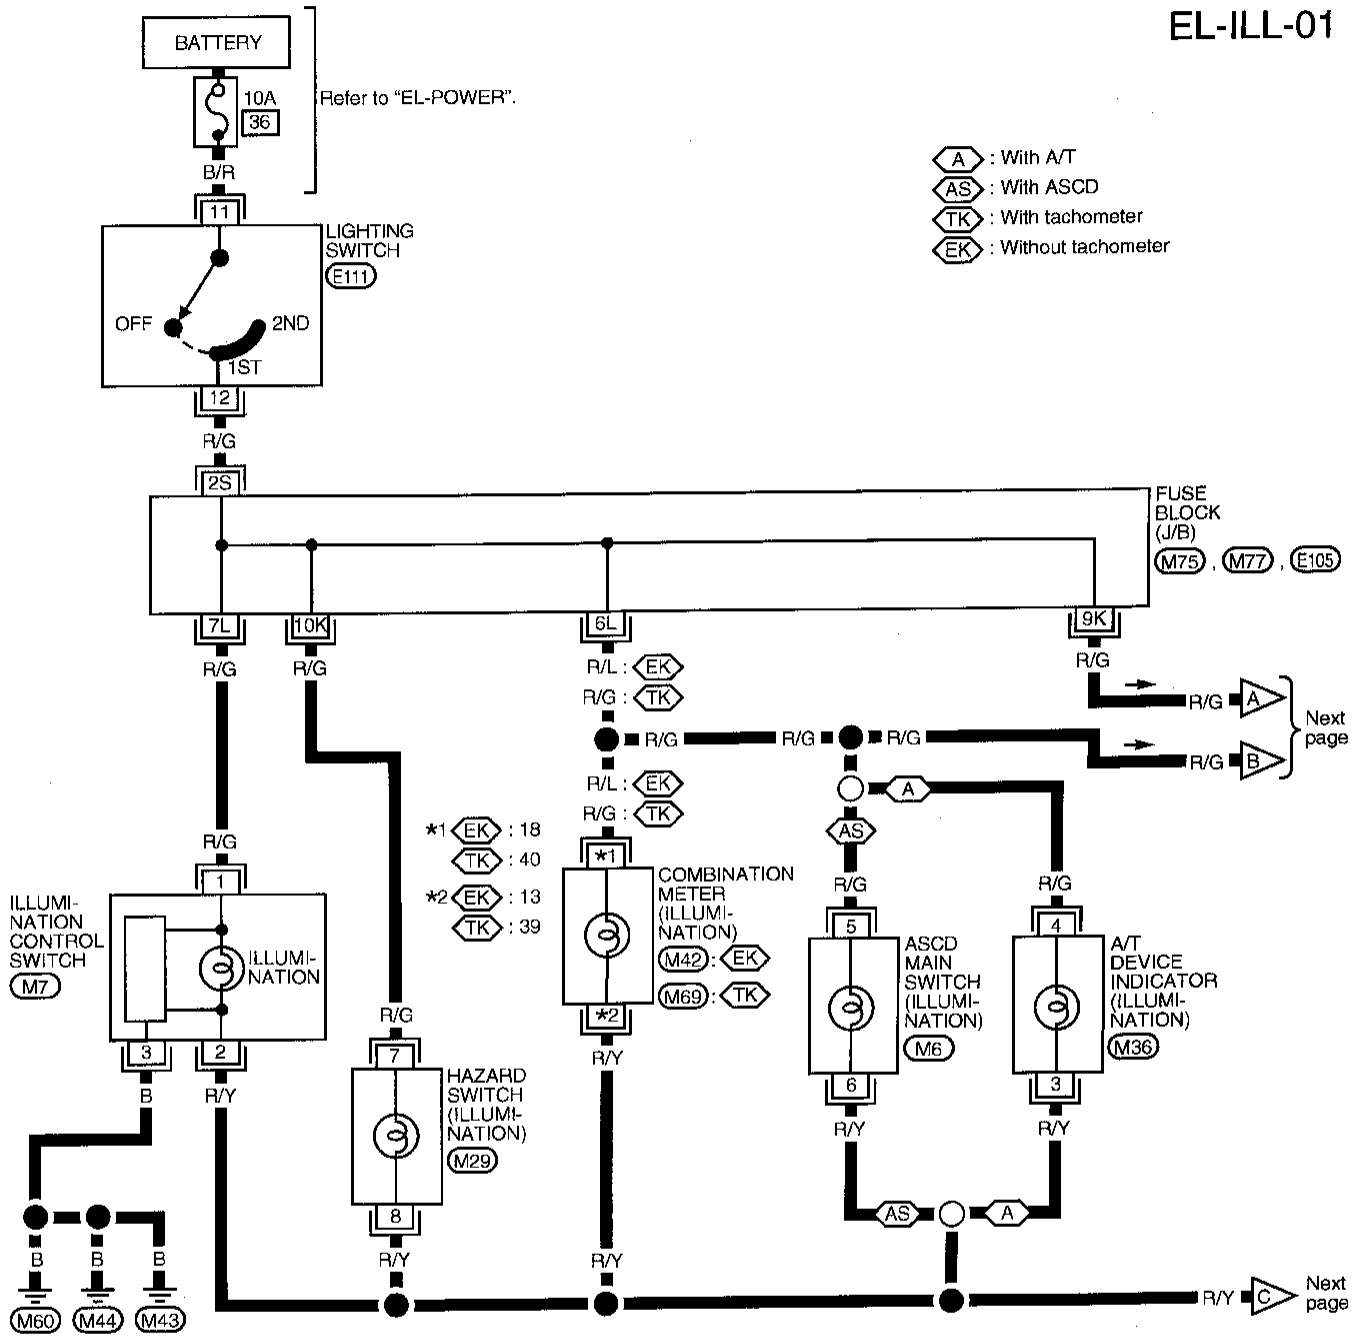 EL-ILL-01
BATTERY
10A
36
Refer to "EL-POWER".
B/R
A : With A/T
AS : With ASCD
TK : With tachometer
EK : Without tachometer
11
LIGHTING
SWITCH
E111
OFF
2ND
1ST
12
R/G
2S
FUSE
BLOCK
(J/B)
M75 , M77 , E105
7L
10K
6L
9K
R/G
R/G
R/L : EK
R/G : TK
R/G
R/G
A
R/G
R/G
R/G
R/G
B
Next
page
R/L : EK
R/G : TK
A
AS
R/G
*1 EK : 18
TK : 40
*2 EK : 13
TK : 39
*1
COMBINATION
METER
(ILLUMI-
NATION)
M42 : EK
M69 : TK
*2
R/Y
R/G
R/G
1
ILLUMI-
NATION
CONTROL
SWITCH
M7
ILLUMI-
NATION
3
2
B
R/Y
5
ASCD
MAIN
SWITCH
(ILLUMI-
NATION)
M6
6
R/Y
4
A/T
DEVICE
INDICATOR
(ILLUMI-
NATION)
M36
3
R/Y
R/G
7
HAZARD
SWITCH
(ILLUMI-
NATION)
M29
8
R/Y
R/Y
AS
A
B
B
B
M60
M44
M43
R/Y
C
Next
page